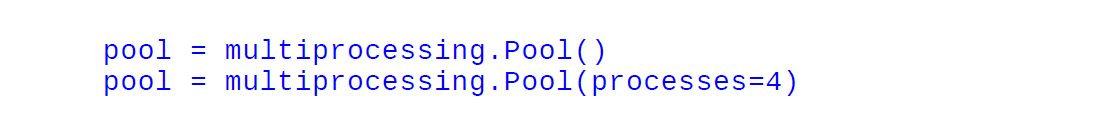 pool = multiprocessing.Pool()
pool = multiprocessing.Pool(processes=4)